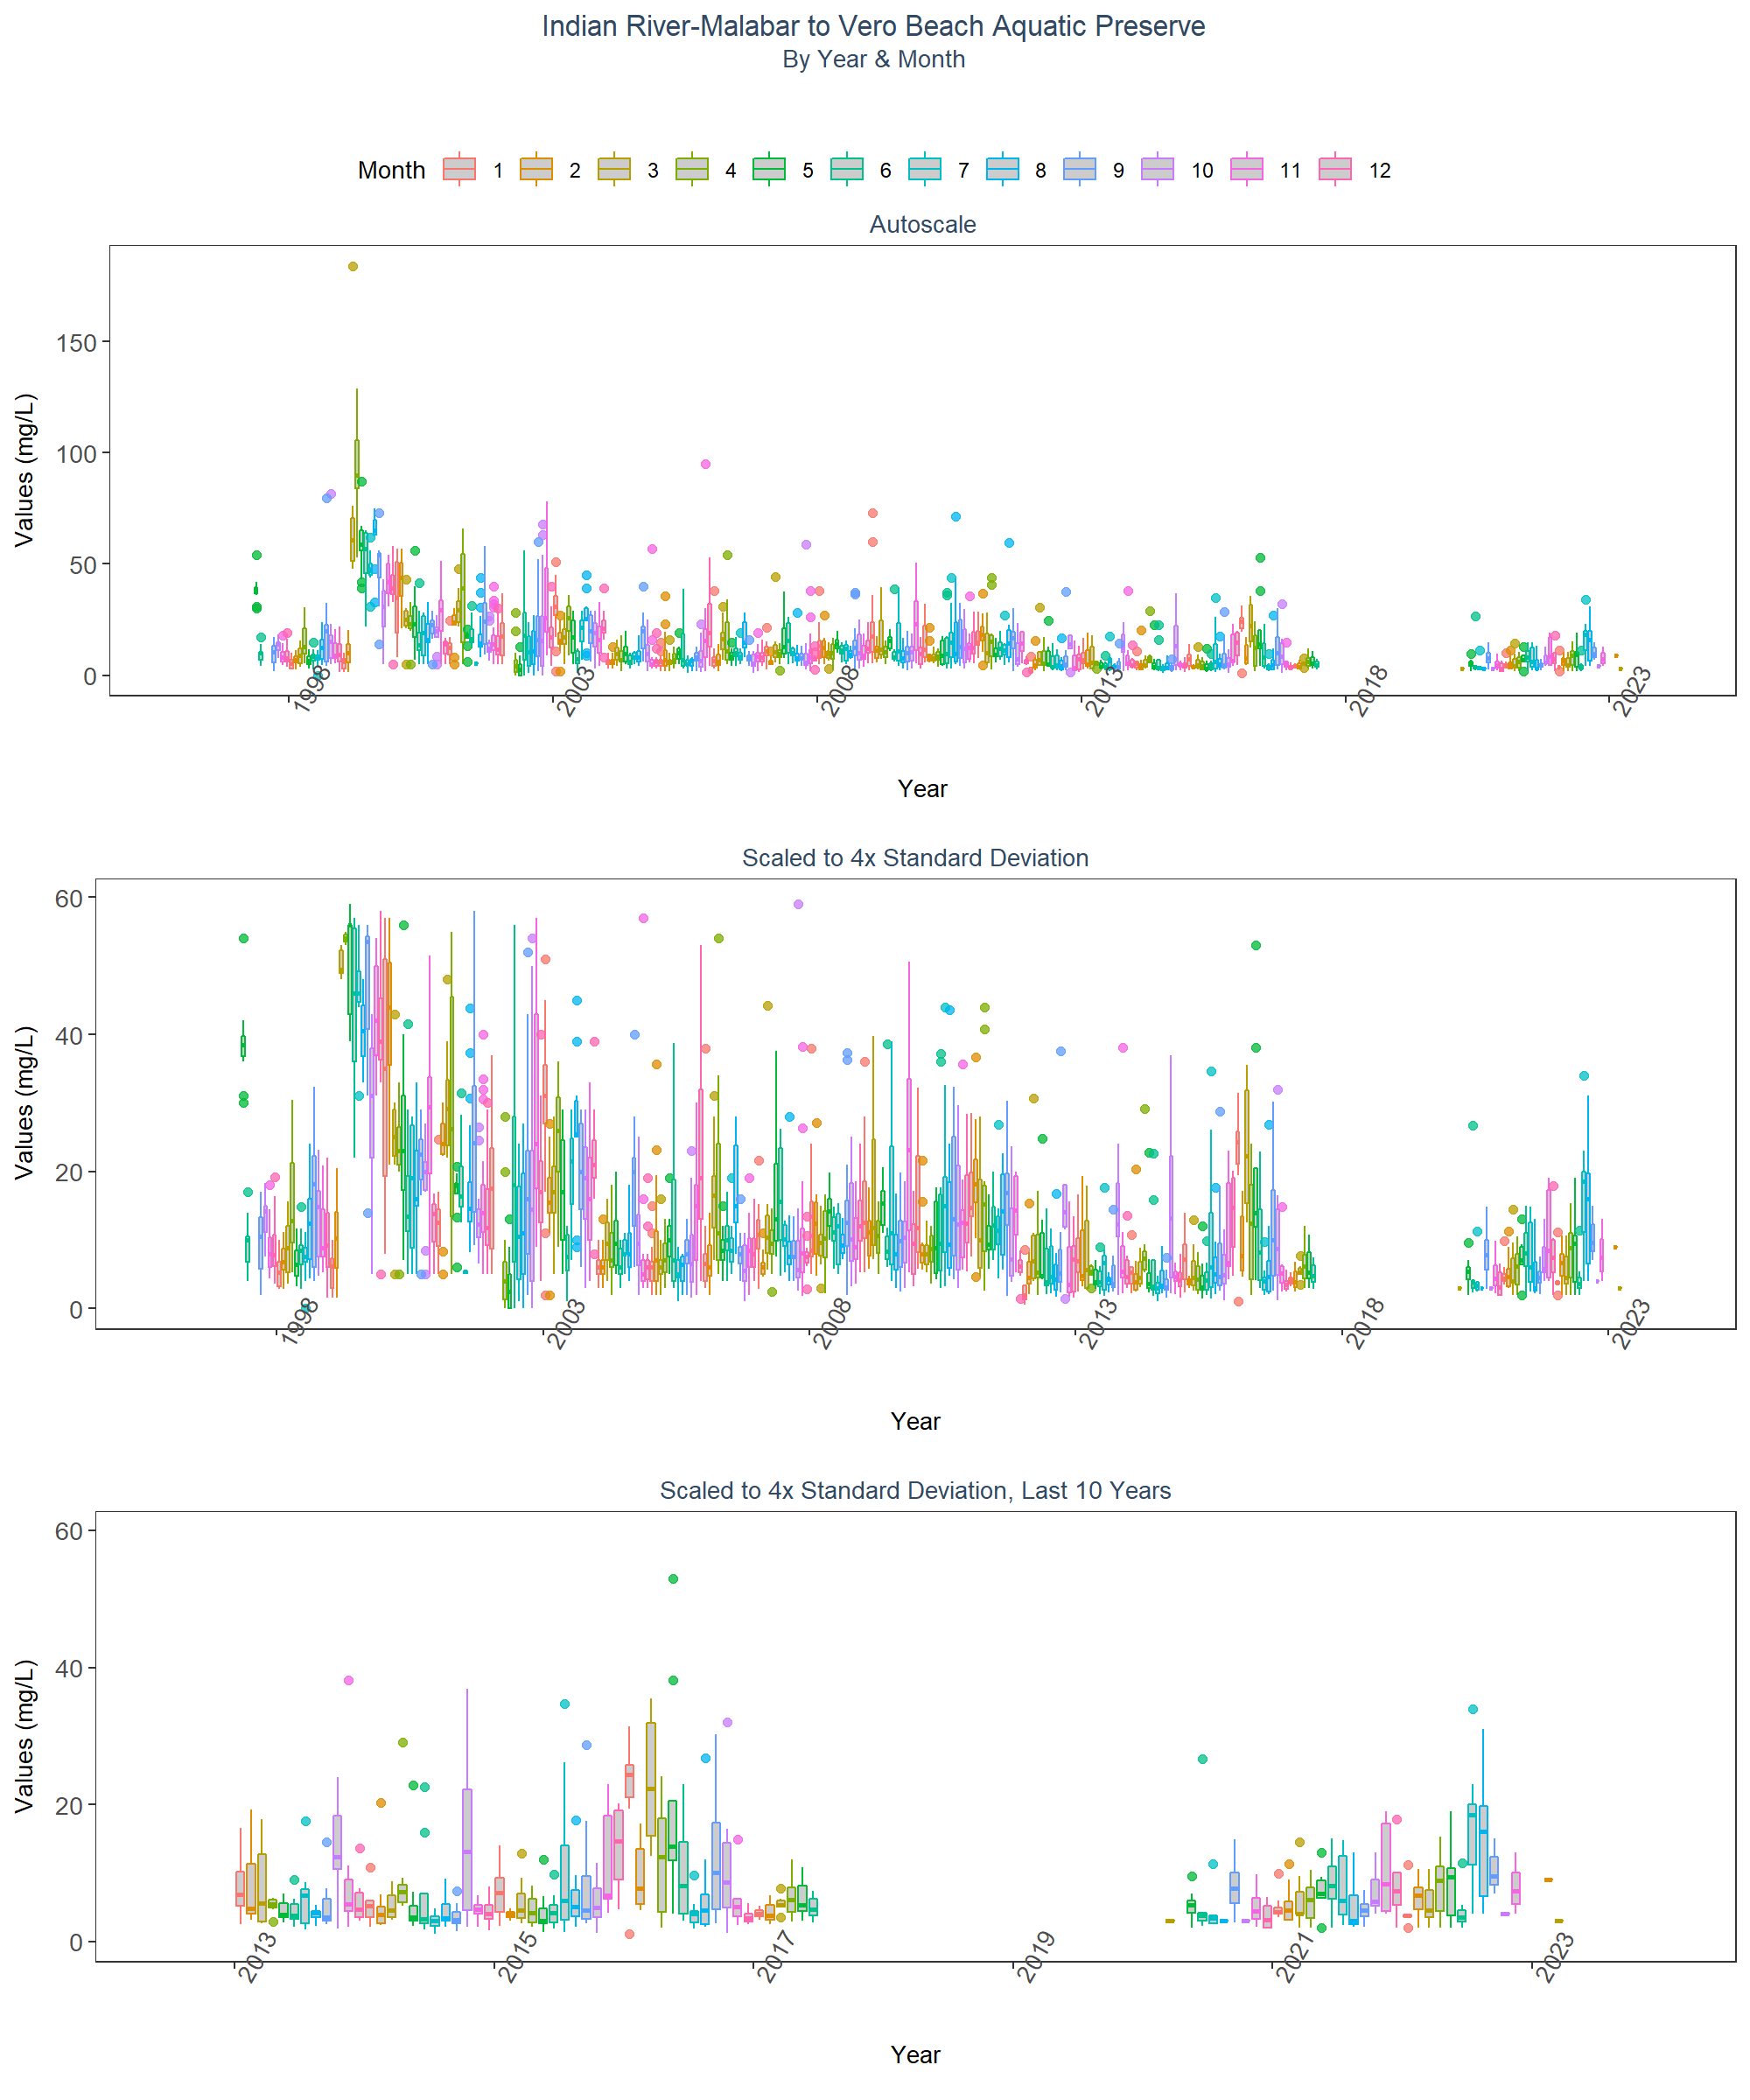 Indian River-Malabar to Vero Beach Aquatic Preserve
By Year & Month
Month 1 2 3 4 5 6 7 8 9 10 11 12
Autoscale
Values (mg/L)
150
100
50
0
1998 2003 2008 2013 2018 2023
Year
Scaled to 4x Standard Deviation
Values (mg/L)
60
40
20
0
1998 2003 2008 2013 2018 2023
Year
Scaled to 4x Standard Deviation, Last 10 Years
Values (mg/L)
60
40
20
0
2013 2015 2017 2019 2021 2023
Year